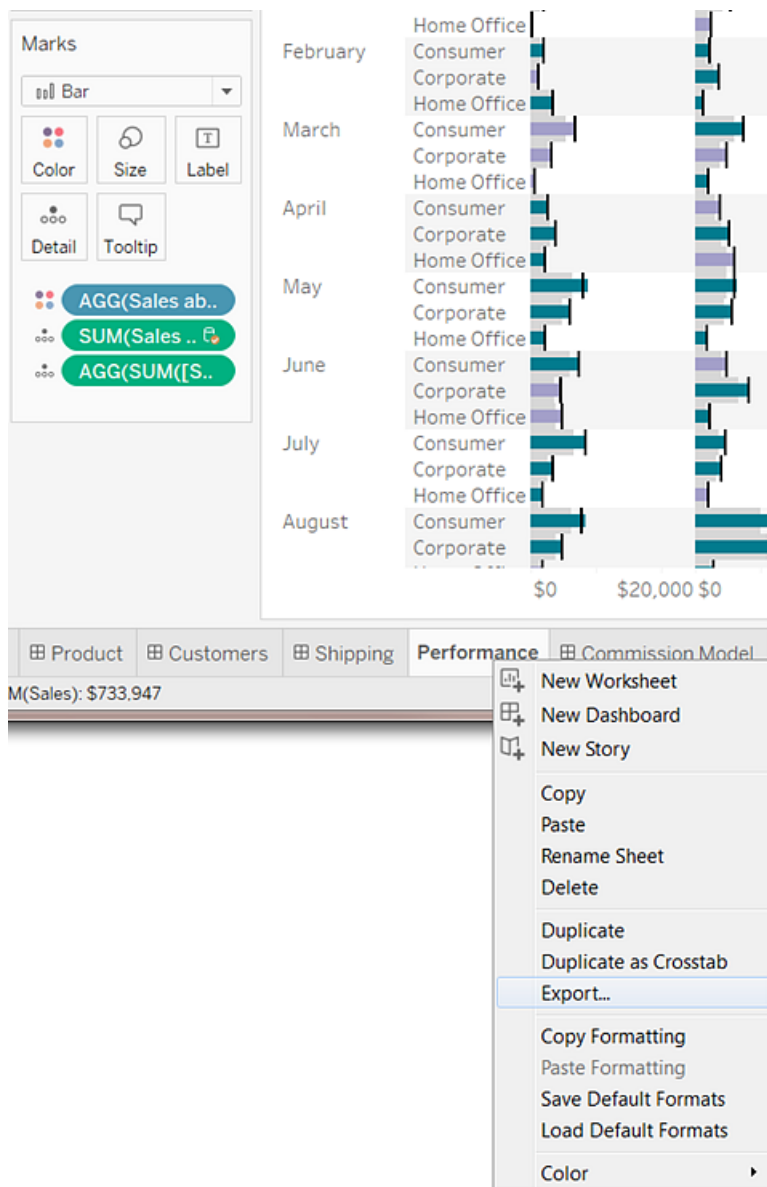 Marks
Bar
Color Size Label
Detail Tooltip
AGG(Sales ab..
SUM(Sales ..
AGG(SUM([S..
Home Office
February Consumer
Corporate
Home Office
March Consumer
Corporate
Home Office
April Consumer
Corporate
Home Office
May Consumer
Corporate
Home Office
June Consumer
Corporate
Home Office
July Consumer
Corporate
Home Office
August Consumer
Corporate
$0 $20,000 $0
Product Customers Shipping Performance Commission Model
M(Sales): $733,947
New Worksheet
New Dashboard
New Story
Copy
Paste
Rename Sheet
Delete
Duplicate
Duplicate as Crosstab
Export...
Copy Formatting
Paste Formatting
Save Default Formats
Load Default Formats
Color